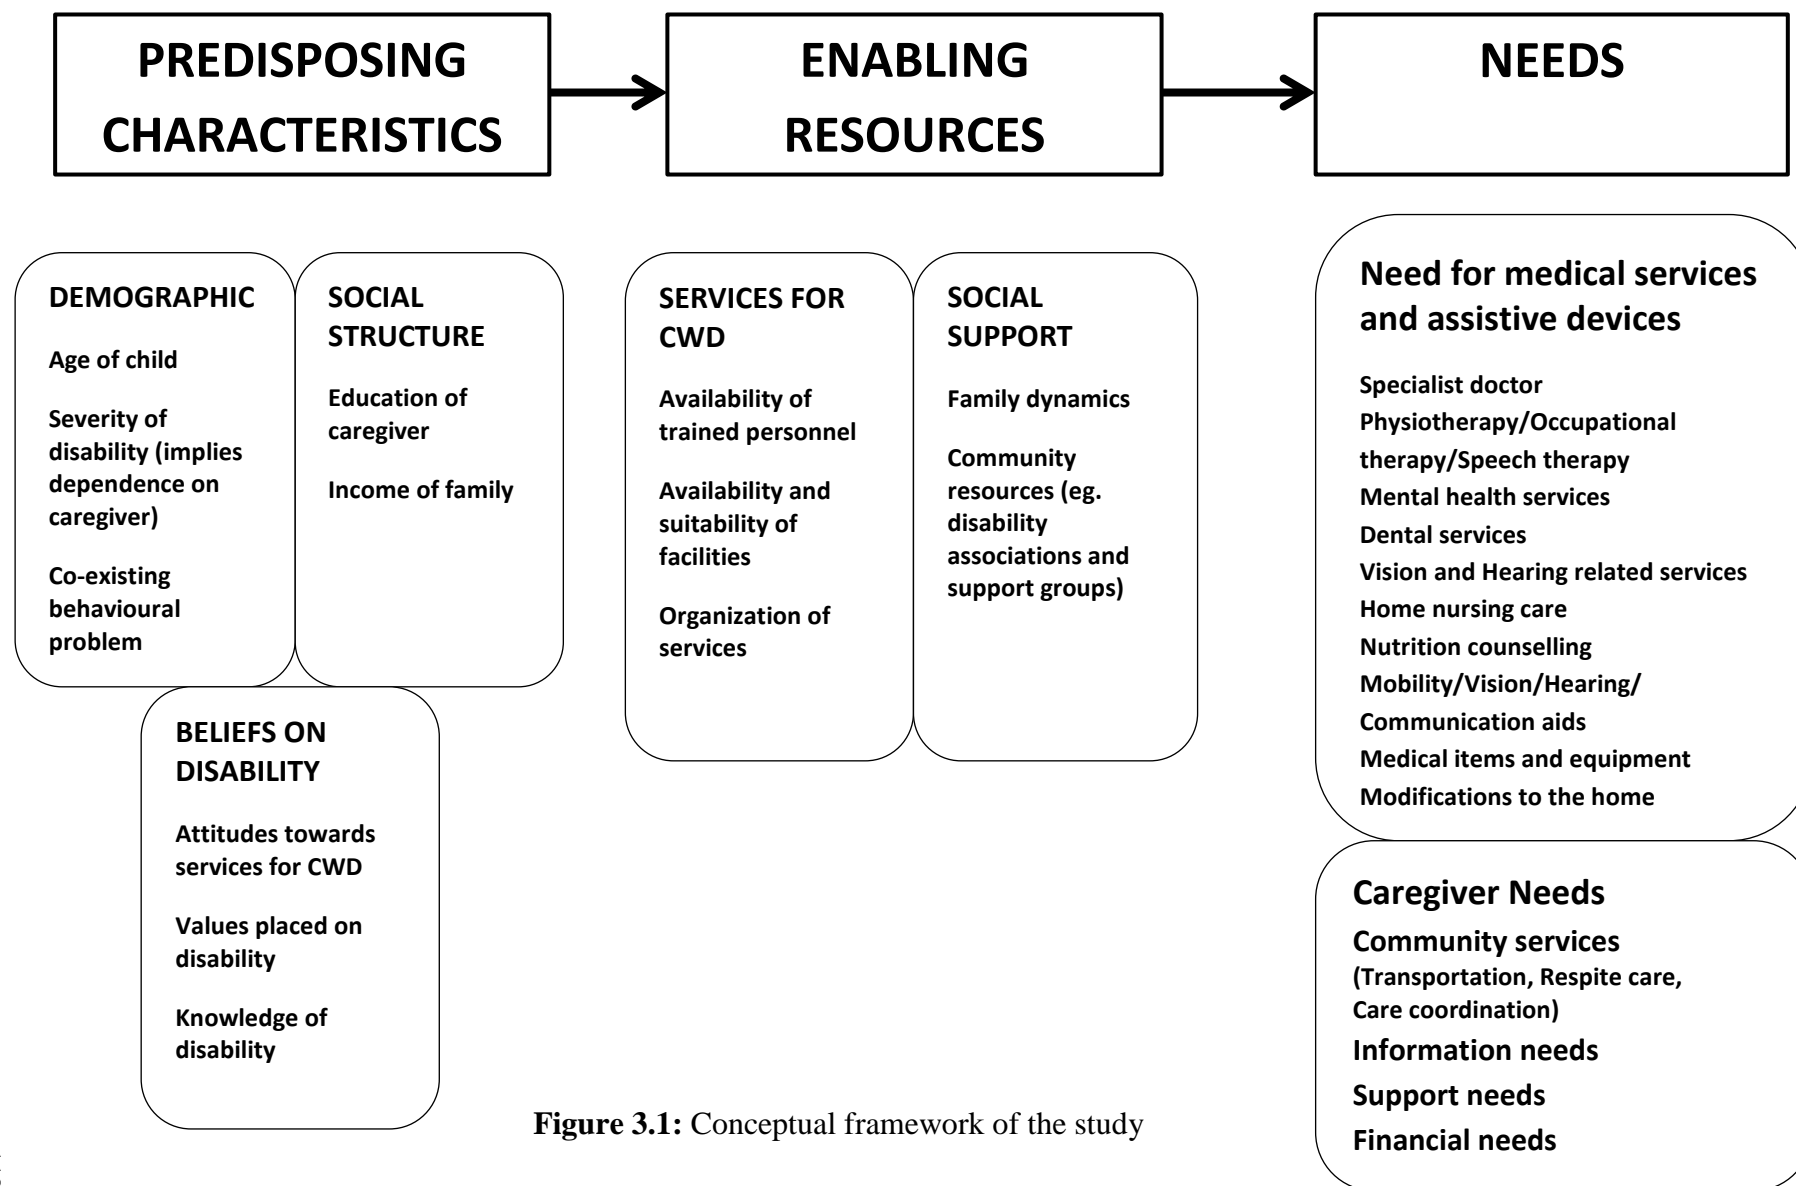 PREDISPOSING
CHARACTERISTICS
ENABLING
RESOURCES
NEEDS
DEMOGRAPHIC
Age of child
Severity of
disability (implies
dependence on
caregiver)
Co-existing
behavioural
problem
SOCIAL
STRUCTURE
Education of
caregiver
Income of family
BELIEFS ON
DISABILITY
Attitudes towards
services for CWD
Values placed on
disability
Knowledge of
disability
SERVICES FOR
CWD
Availability of
trained personnel
Availability and
suitability of
facilities
Organization of
services
SOCIAL
SUPPORT
Family dynamics
Community
resources (eg.
disability
associations and
support groups)
Need for medical services
and assistive devices
Specialist doctor
Physiotherapy/Occupational
therapy/Speech therapy
Mental health services
Dental services
Vision and Hearing related services
Home nursing care
Nutrition counselling
Mobility/Vision/Hearing/
Communication aids
Medical items and equipment
Modifications to the home
Caregiver Needs
Community services
(Transportation, Respite care,
Care coordination)
Information needs
Support needs
Financial needs
Figure 3.1: Conceptual framework of the study